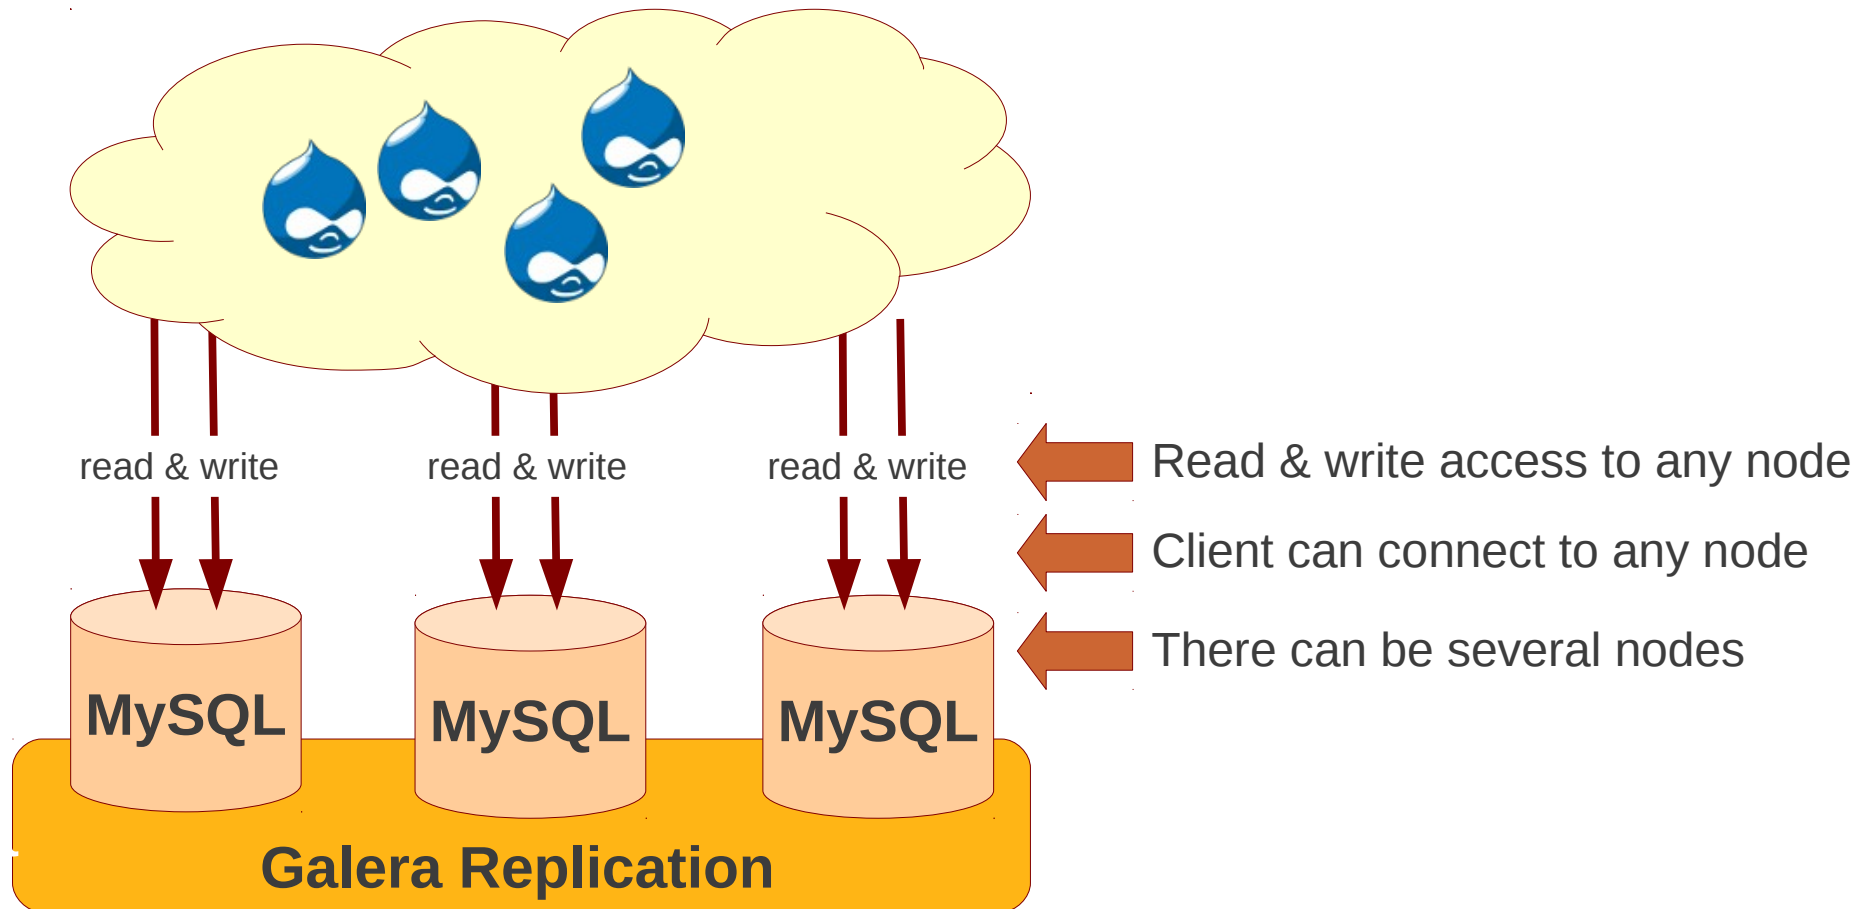 read & write
read & write
read & write
Read & write access to any node
Client can connect to any node
There can be several nodes
MySQL
MySQL
MySQL
Galera Replication